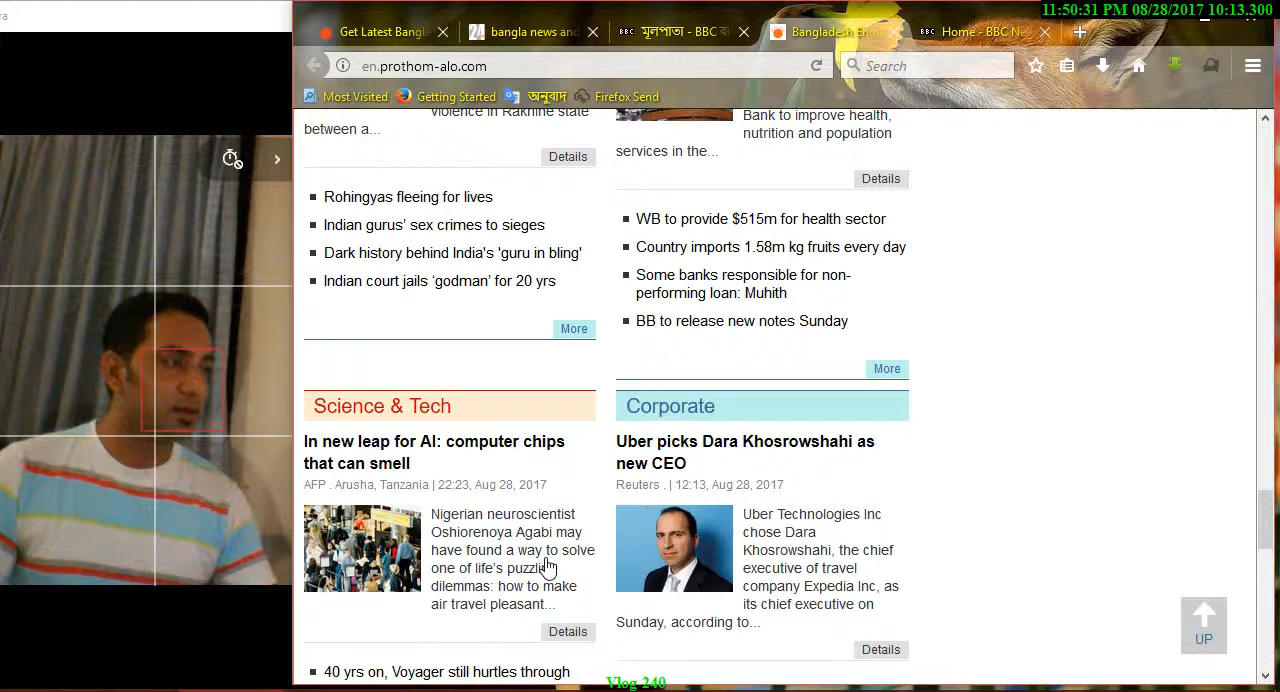 ra
11:50:31 PM 08/28/2017 10:13.300
Get Latest Bangla
bangla news and
BBC মূলপাতা - BBC বা
Bangladesh Eng
BBC Home - BBC Ne
en.prothom-alo.com
Search
Most Visited
Getting Started
অনুবাদ
Firefox Send
violence in Rakhine state
between a...
Details
Rohingyas fleeing for lives
Indian gurus’ sex crimes to sieges
Dark history behind India's 'guru in bling'
Indian court jails ‘godman’ for 20 yrs
More
Bank to improve health,
nutrition and population
services in the...
Details
WB to provide $515m for health sector
Country imports 1.58m kg fruits every day
Some banks responsible for non-
performing loan: Muhith
BB to release new notes Sunday
More
Science & Tech
In new leap for AI: computer chips
that can smell
AFP . Arusha, Tanzania | 22:23, Aug 28, 2017
Nigerian neuroscientist
Oshiorenoya Agabi may
have found a way to solve
one of life’s puzzling
dilemmas: how to make
air travel pleasant...
Details
40 yrs on, Voyager still hurtles through
Corporate
Uber picks Dara Khosrowshahi as
new CEO
Reuters . | 12:13, Aug 28, 2017
Uber Technologies Inc
chose Dara
Khosrowshahi, the chief
executive of travel
company Expedia Inc, as
its chief executive on
Sunday, according to...
Details
UP
Vlog 240